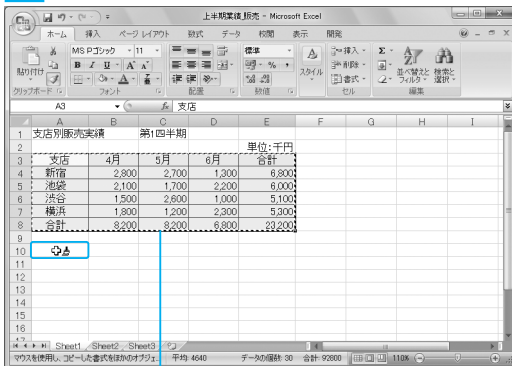 上半期業績_販売 - Microsoft Excel
ホーム 挿入 ページ レイアウト 数式 データ 校閲 表示 開発
貼り付け MS Pゴシック 11 標準 スタイル 挿入 削除 書式 並べ替えと フィルタ 検索と 選択
クリップボード フォント 配置 数値 セル 編集
A3 fx 支店
A B C D E F G H I
1 支店別販売実績 第1四半期
2 単位:千円
3 支店 4月 5月 6月 合計
4 新宿 2,800 2,700 1,300 6,800
5 池袋 2,100 1,700 2,200 6,000
6 渋谷 1,500 2,600 1,000 5,100
7 横浜 1,800 1,200 2,300 5,300
8 合計 8,200 8,200 6,800 23,200
9
10
11
12
13
14
15
16
Sheet1 Sheet2 Sheet3
マウスを使用し、コピーした書式をほかのオブジェ 平均: 4640 データの個数: 30 合計: 92800 110%